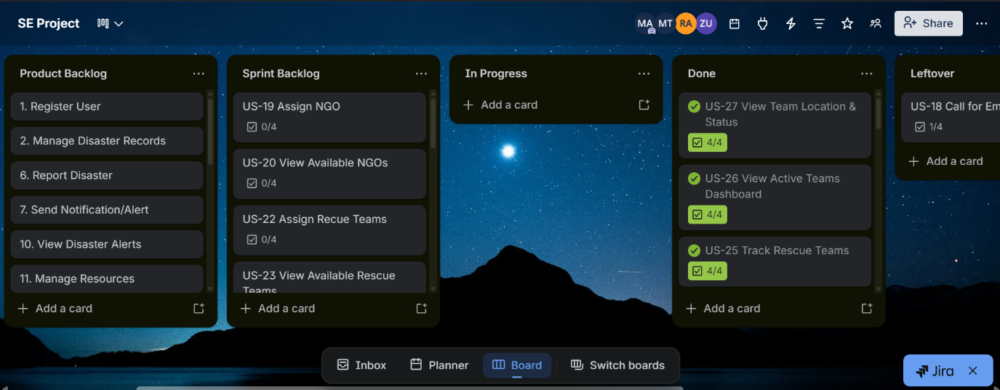 SE Project
MA
MT
RA
ZU
Share
Product Backlog
1. Register User
2. Manage Disaster Records
6. Report Disaster
7. Send Notification/Alert
10. View Disaster Alerts
11. Manage Resources
Add a card
Sprint Backlog
US-19 Assign NGO
0/4
US-20 View Available NGOs
0/4
US-22 Assign Recue Teams
0/4
US-23 View Available Rescue
Teams
Add a card
In Progress
Add a card
Done
US-27 View Team Location &
Status
4/4
US-26 View Active Teams
Dashboard
4/4
US-25 Track Rescue Teams
4/4
Add a card
Leftover
US-18 Call for Em
1/4
Add a card
Inbox
Planner
Board
Switch boards
Jira